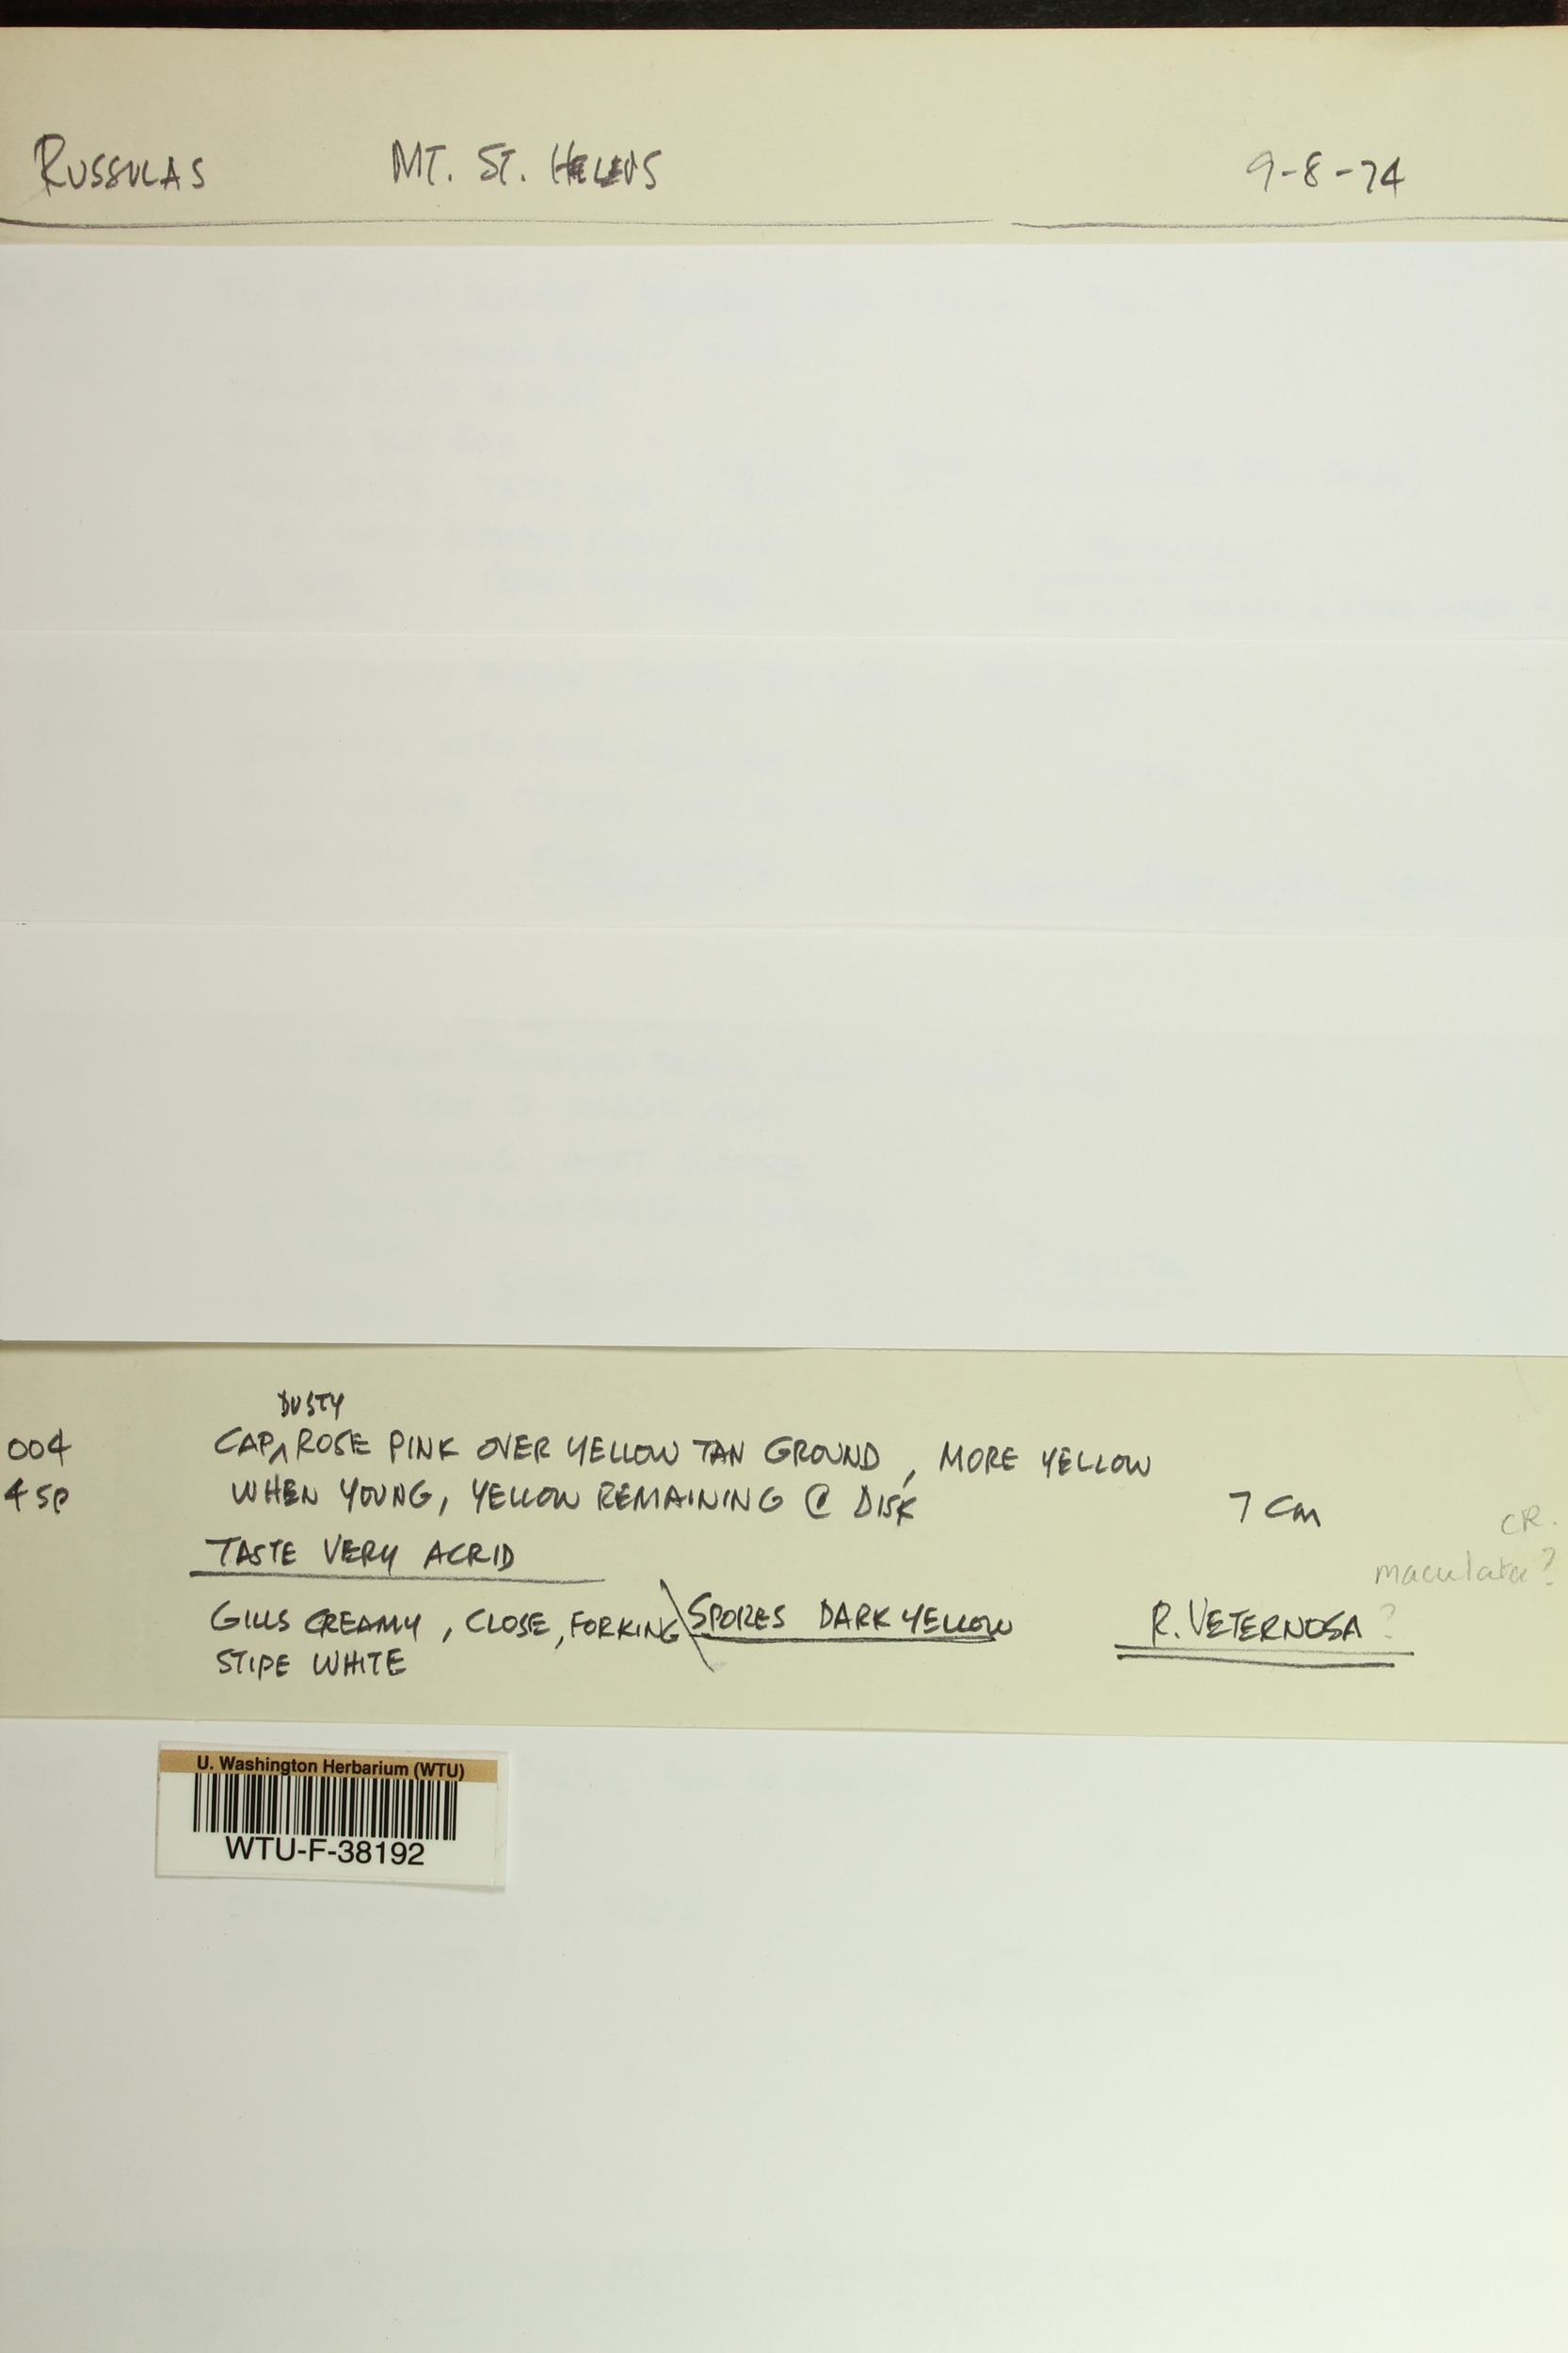 RUSSULAS MT. ST. HELENS 9-8-74
DUSTY
004 CAP ^ ROSE PINK OVER YELLOW TAN GROUND, MORE YELLOW
4 SP WHEN YOUNG, YELLOW REMAINING @ DISK 7 cm
CR.
TASTE VERY ACRID
maculata?
GILLS CREAMY, CLOSE, FORKING \ SPORES DARK YELLOW R. VETERNOSA ?
STIPE WHITE
U. Washington Herbarium (WTU)
WTU-F-38192